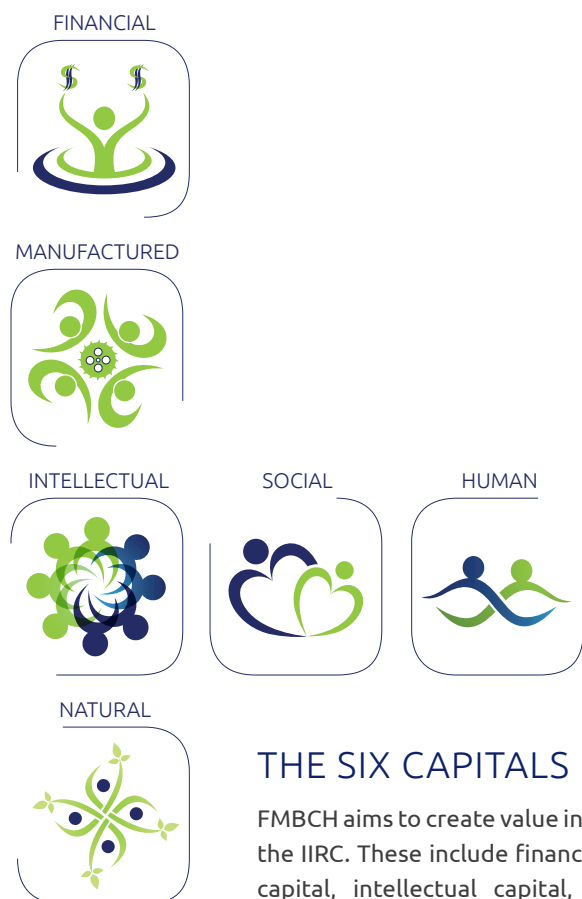 FINANCIAL
MANUFACTURED
INTELLECTUAL
SOCIAL
HUMAN
NATURAL
THE SIX CAPITALS
FMBCH aims to create value in
the IIRC. These include financ
capital, intellectual capital,